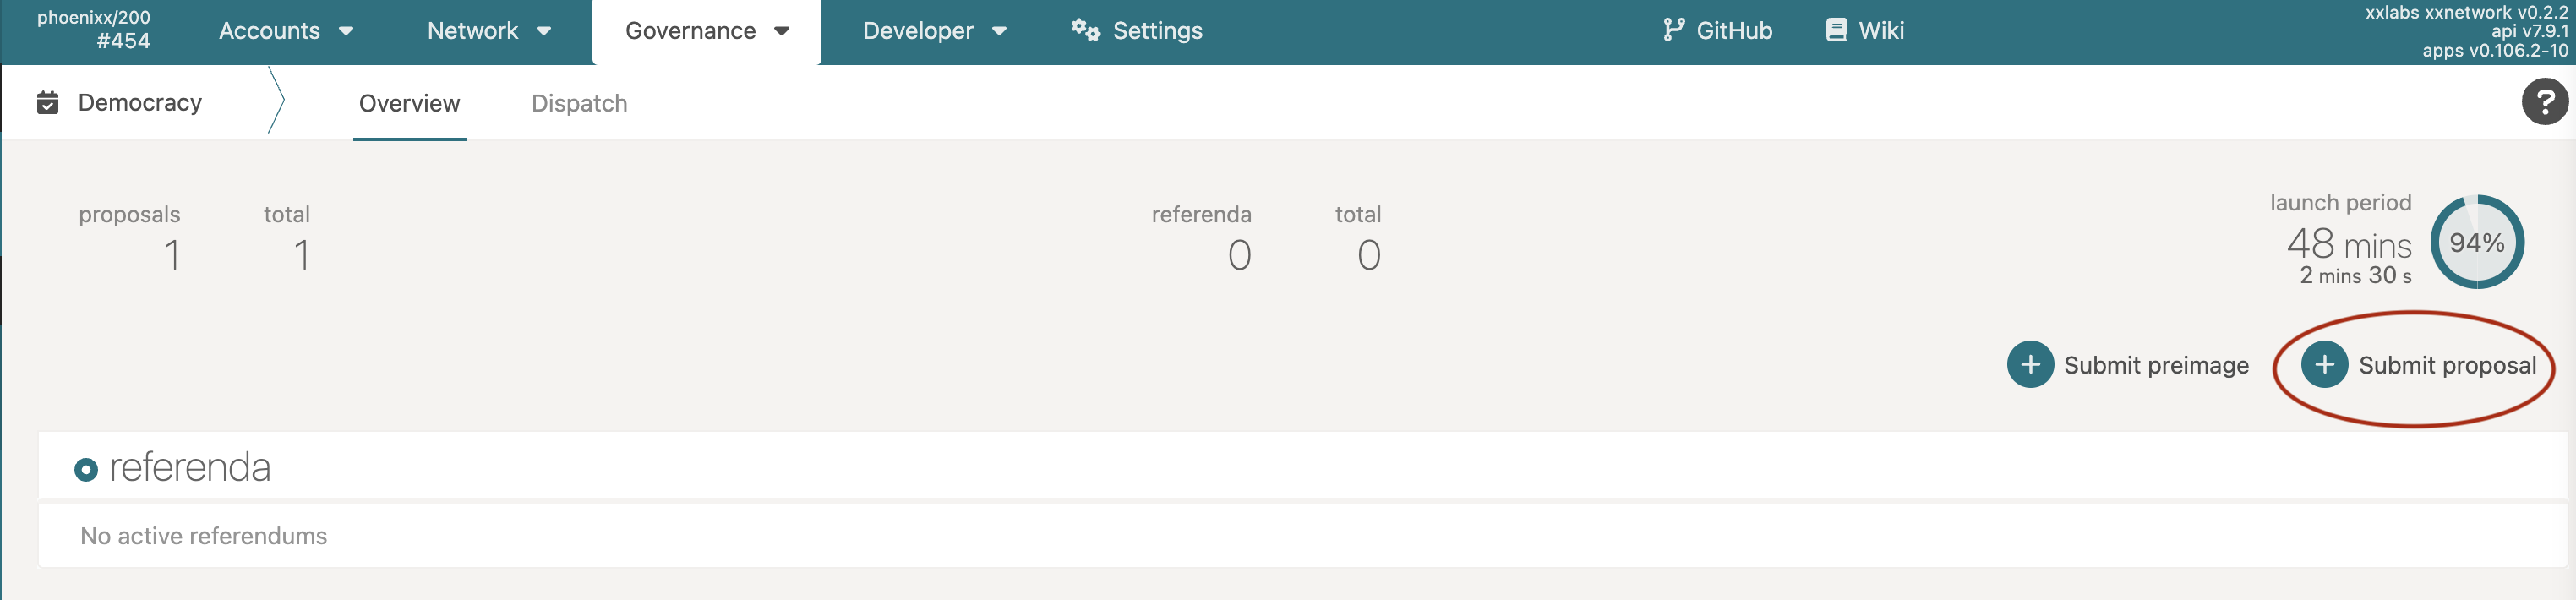 phoenixx/200
#454
Accounts
Network
Governance
Developer
Settings
GitHub
Wiki
xxlabs xxnetwork v0.2.2
api v7.9.1
apps v0.106.2-10
Democracy
Overview
Dispatch
?
proposals
1
total
1
referenda
0
total
0
launch period
48 mins
2 mins 30 s
94%
+ Submit preimage
+ Submit proposal
referenda
No active referendums